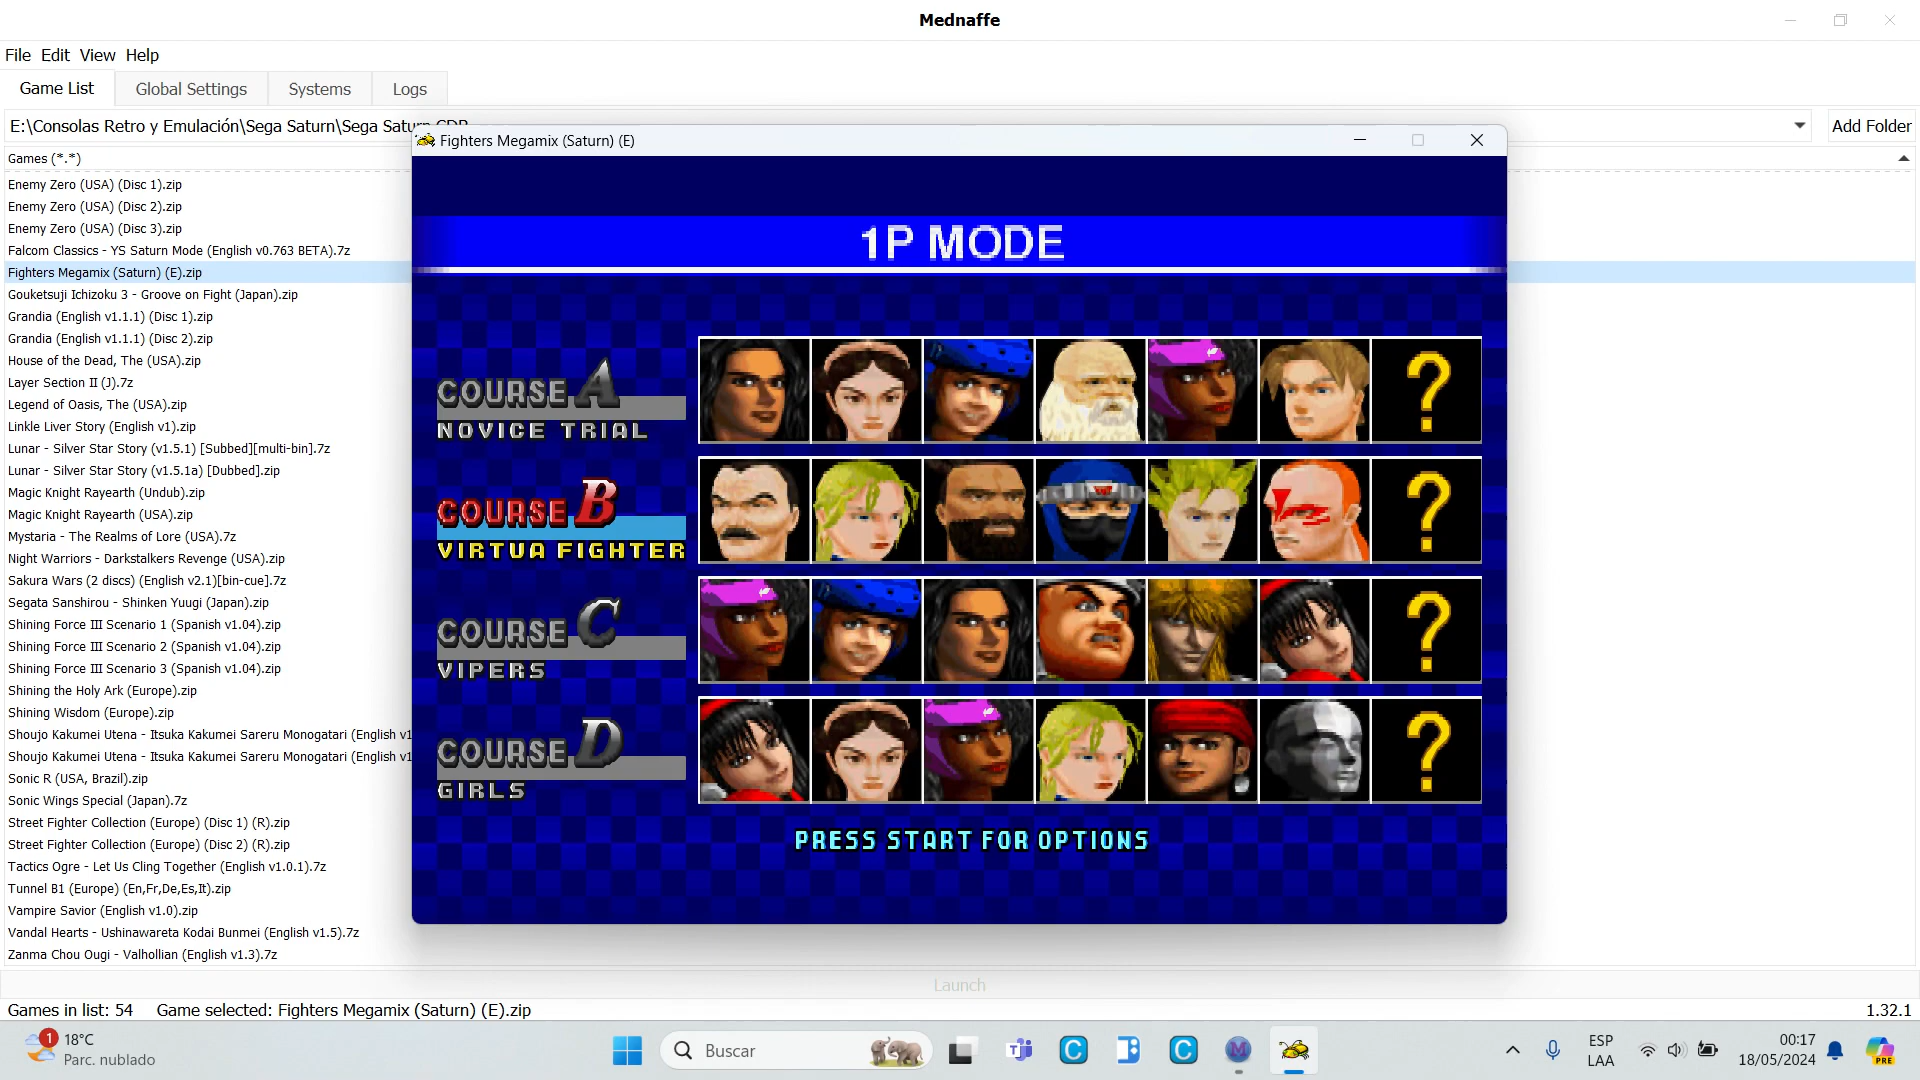 Mednaffe
File Edit View Help
Game List Global Settings Systems Logs
E:\Consolas Retro y Emulación\Sega Saturn\Sega Saturn CDR
Add Folder
Games (*.*)
Enemy Zero (USA) (Disc 1).zip
Enemy Zero (USA) (Disc 2).zip
Enemy Zero (USA) (Disc 3).zip
Falcom Classics - YS Saturn Mode (English v0.763 BETA).7z
Fighters Megamix (Saturn) (E).zip
Gouketsuji Ichizoku 3 - Groove on Fight (Japan).zip
Grandia (English v1.1.1) (Disc 1).zip
Grandia (English v1.1.1) (Disc 2).zip
House of the Dead, The (USA).zip
Layer Section II (J).7z
Legend of Oasis, The (USA).zip
Linkle Liver Story (English v1).zip
Lunar - Silver Star Story (v1.5.1) [Subbed][multi-bin].7z
Lunar - Silver Star Story (v1.5.1a) [Dubbed].zip
Magic Knight Rayearth (Undub).zip
Magic Knight Rayearth (USA).zip
Mystaria - The Realms of Lore (USA).7z
Night Warriors - Darkstalkers Revenge (USA).zip
Sakura Wars (2 discs) (English v2.1)[bin-cue].7z
Segata Sanshirou - Shinken Yuugi (Japan).zip
Shining Force III Scenario 1 (Spanish v1.04).zip
Shining Force III Scenario 2 (Spanish v1.04).zip
Shining Force III Scenario 3 (Spanish v1.04).zip
Shining the Holy Ark (Europe).zip
Shining Wisdom (Europe).zip
Shoujo Kakumei Utena - Itsuka Kakumei Sareru Monogatari (English v1
Shoujo Kakumei Utena - Itsuka Kakumei Sareru Monogatari (English v1
Sonic R (USA, Brazil).zip
Sonic Wings Special (Japan).7z
Street Fighter Collection (Europe) (Disc 1) (R).zip
Street Fighter Collection (Europe) (Disc 2) (R).zip
Tactics Ogre - Let Us Cling Together (English v1.0.1).7z
Tunnel B1 (Europe) (En,Fr,De,Es,It).zip
Vampire Savior (English v1.0).zip
Vandal Hearts - Ushinawareta Kodai Bunmei (English v1.5).7z
Zanma Chou Ougi - Valhollian (English v1.3).7z
Fighters Megamix (Saturn) (E)
1P MODE
COURSE A
NOVICE TRIAL
?
COURSE B
VIRTUA FIGHTER
?
COURSE C
VIPERS
?
COURSE D
GIRLS
?
PRESS START FOR OPTIONS
Launch
Games in list: 54 Game selected: Fighters Megamix (Saturn) (E).zip
1.32.1
1
18°C
Parc. nublado
Buscar
ESP
LAA
00:17
18/05/2024
PRE